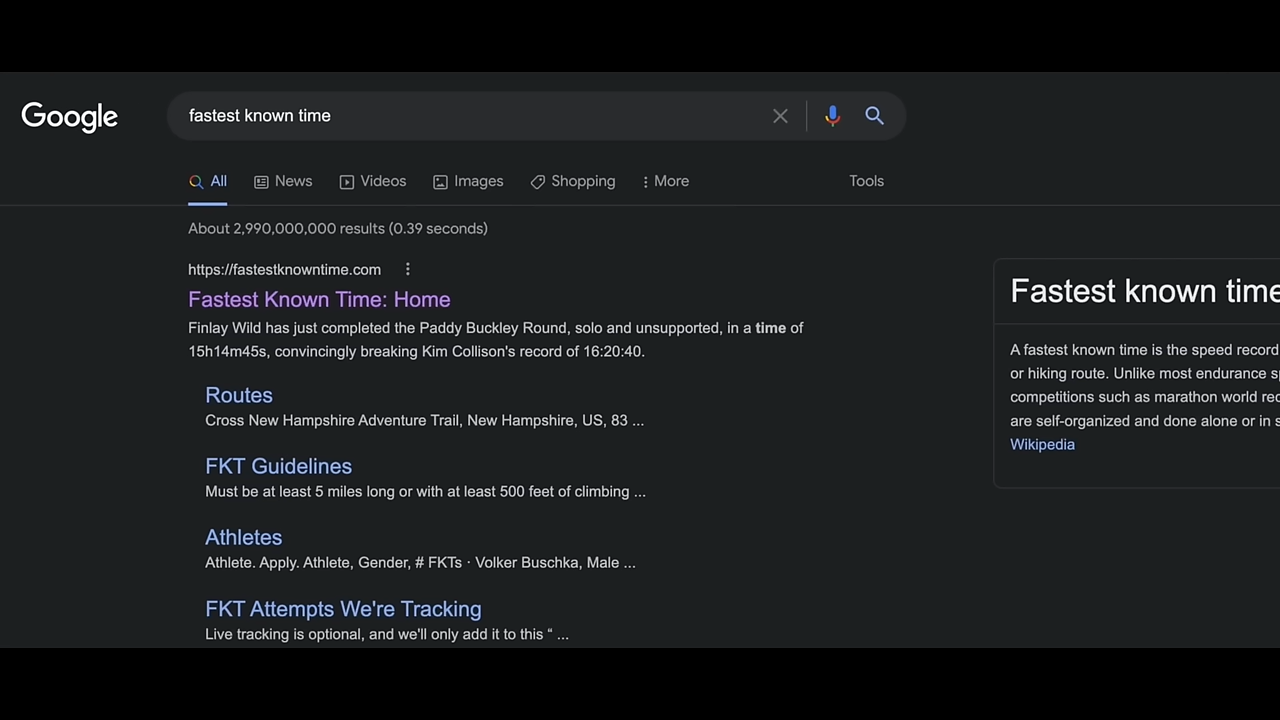 Google
fastest known time
All
News
Videos
Images
Shopping
More
Tools
About 2,990,000,000 results (0.39 seconds)
https://fastestknowntime.com
Fastest Known Time: Home
Finlay Wild has just completed the Paddy Buckley Round, solo and unsupported, in a time of
15h14m45s, convincingly breaking Kim Collison's record of 16:20:40.
Routes
Cross New Hampshire Adventure Trail, New Hampshire, US, 83 ...
FKT Guidelines
Must be at least 5 miles long or with at least 500 feet of climbing ...
Athletes
Athlete. Apply. Athlete, Gender, # FKTs · Volker Buschka, Male ...
FKT Attempts We're Tracking
Live tracking is optional, and we'll only add it to this “ ...
Fastest known time
A fastest known time is the speed record
or hiking route. Unlike most endurance
competitions such as marathon world
are self-organized and done alone or in
Wikipedia